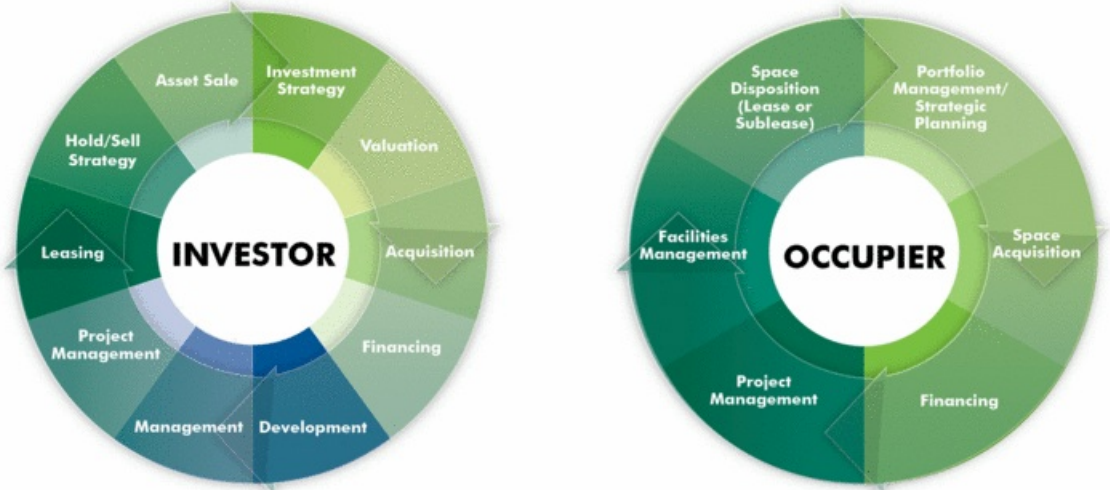 Asset Sale
Investment
Strategy
Valuation
Acquisition
Financing
Development
Management
Project
Management
Leasing
Hold/Sell
Strategy
INVESTOR
Space
Disposition
(Lease or
Sublease)
Portfolio
Management/
Strategic
Planning
Space
Acquisition
Financing
Project
Management
Facilities
Management
OCCUPIER